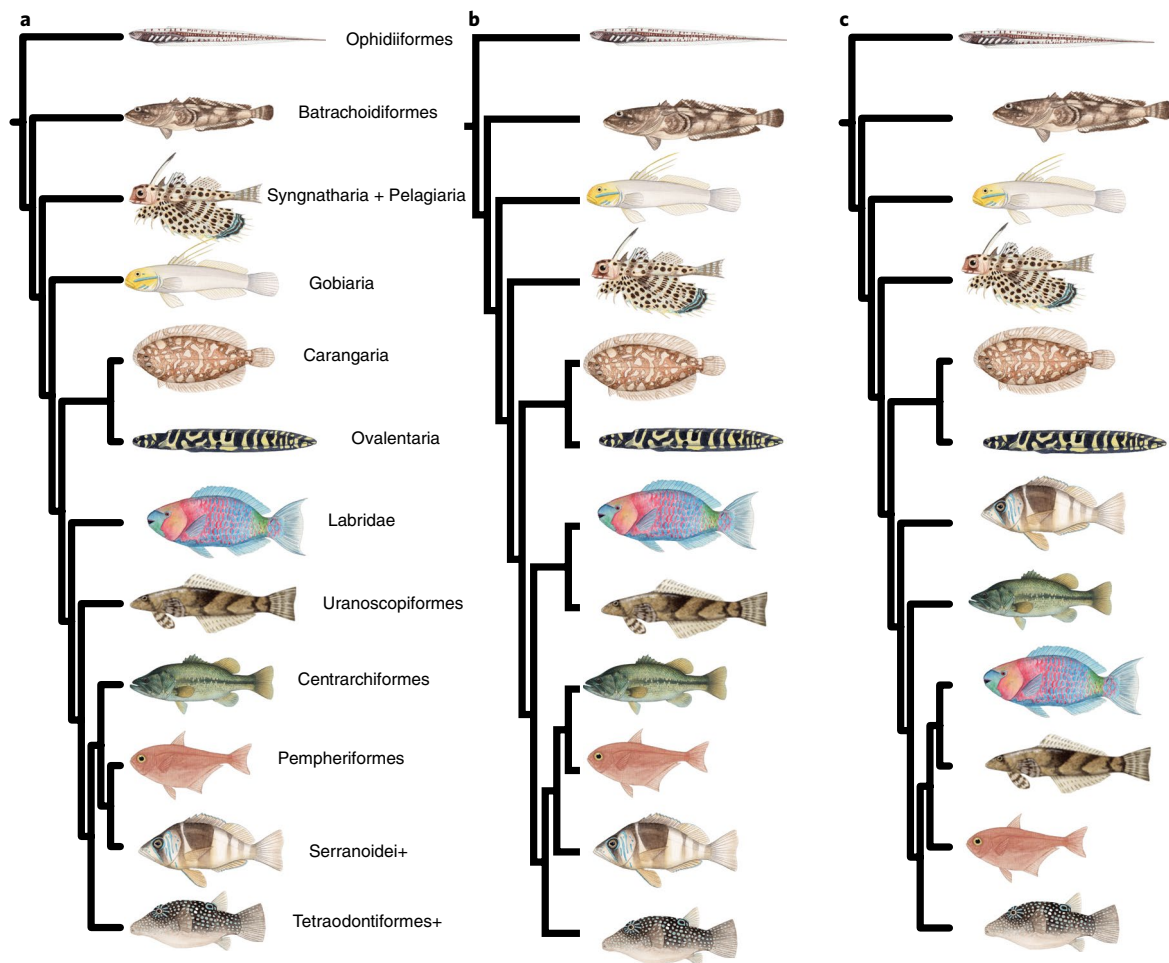 a
b
c
Ophidiiformes
Batrachoidiformes
Syngnatharia + Pelagiaria
Gobiaria
Carangaria
Ovalentaria
Labridae
Uranoscopiformes
Centrarchiformes
Pempheriformes
Serranoidei+
Tetraodontiformes+